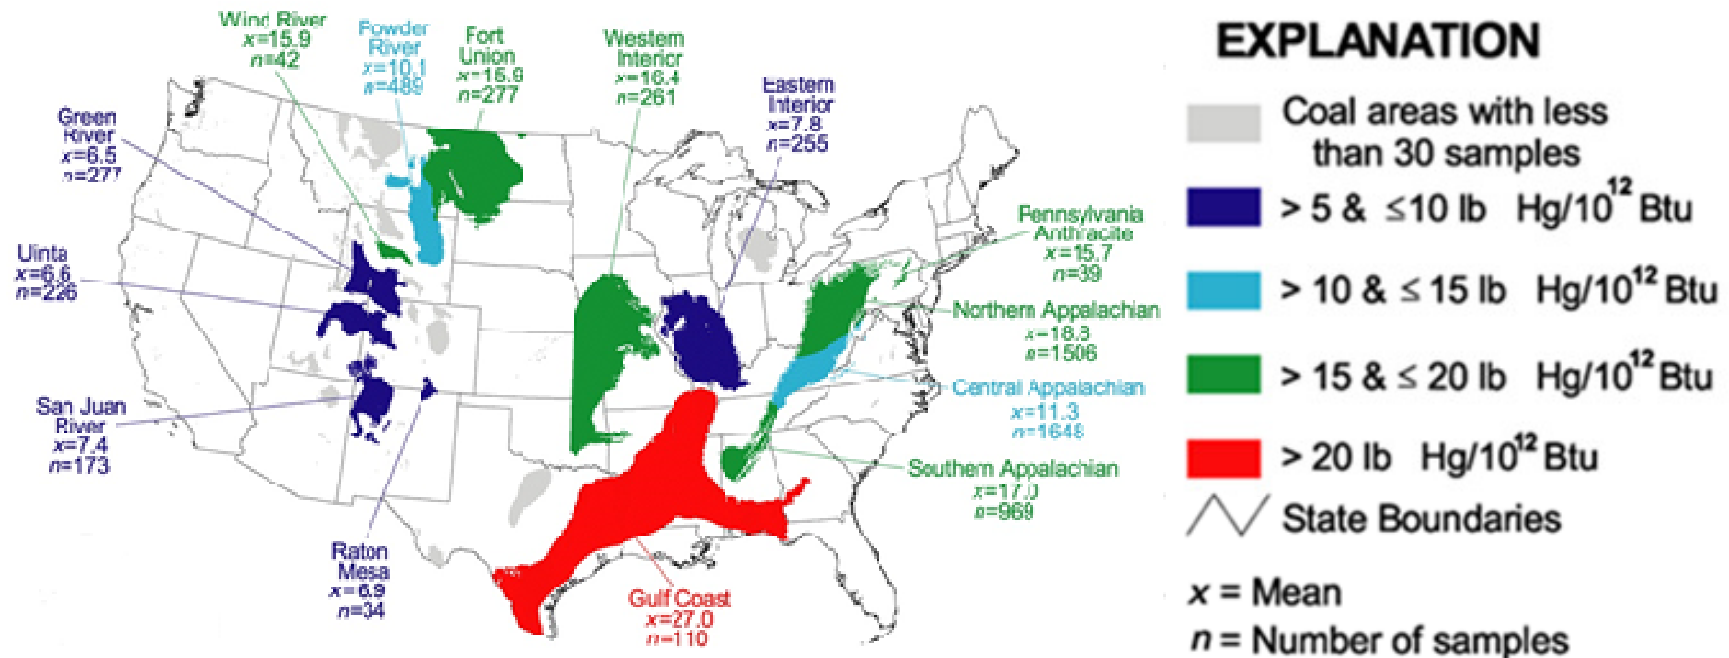 Wind River
x=15.9
n=42
Powder
River
x=10.1
n=489
Fort
Union
x=15.9
n=277
Western
Interior
x=16.4
n=261
Eastern
Interior
x=7.8
n=255
Green
River
x=6.5
n=277
Uinta
x=6.6
n=226
San Juan
River
x=7.4
n=173
Raton
Mesa
x=6.9
n=34
Gulf Coast
x=27.0
n=110
Pennsylvania
Anthracite
x=15.7
n=39
Northern Appalachian
x=18.8
n=1506
Central Appalachian
x=11.3
n=1648
Southern Appalachian
x=17.0
n=969
EXPLANATION
Coal areas with less
than 30 samples
> 5 & ≤10 lb Hg/10¹² Btu
> 10 & ≤ 15 lb Hg/10¹² Btu
> 15 & ≤ 20 lb Hg/10¹² Btu
> 20 lb Hg/10¹² Btu
State Boundaries
x = Mean
n = Number of samples